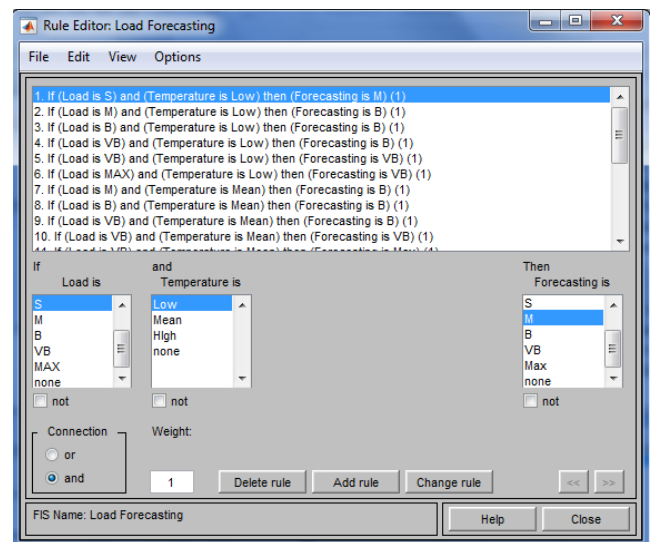 Rule Editor: Load Forecasting
File Edit View Options
1. If (Load is S) and (Temperature is Low) then (Forecasting is M) (1)
2. If (Load is M) and (Temperature is Low) then (Forecasting is B) (1)
3. If (Load is B) and (Temperature is Low) then (Forecasting is B) (1)
4. If (Load is VB) and (Temperature is Low) then (Forecasting is B) (1)
5. If (Load is VB) and (Temperature is Low) then (Forecasting is VB) (1)
6. If (Load is MAX) and (Temperature is Low) then (Forecasting is VB) (1)
7. If (Load is M) and (Temperature is Mean) then (Forecasting is B) (1)
8. If (Load is B) and (Temperature is Mean) then (Forecasting is B) (1)
9. If (Load is VB) and (Temperature is Mean) then (Forecasting is B) (1)
10. If (Load is VB) and (Temperature is Mean) then (Forecasting is VB) (1)
If and Then
Load is Temperature is Forecasting is
S Low S
M Mean M
B HIgh B
VB none VB
MAX Max
none none
not not not
Connection Weight:
or
and 1 Delete rule Add rule Change rule << >>
FIS Name: Load Forecasting Help Close